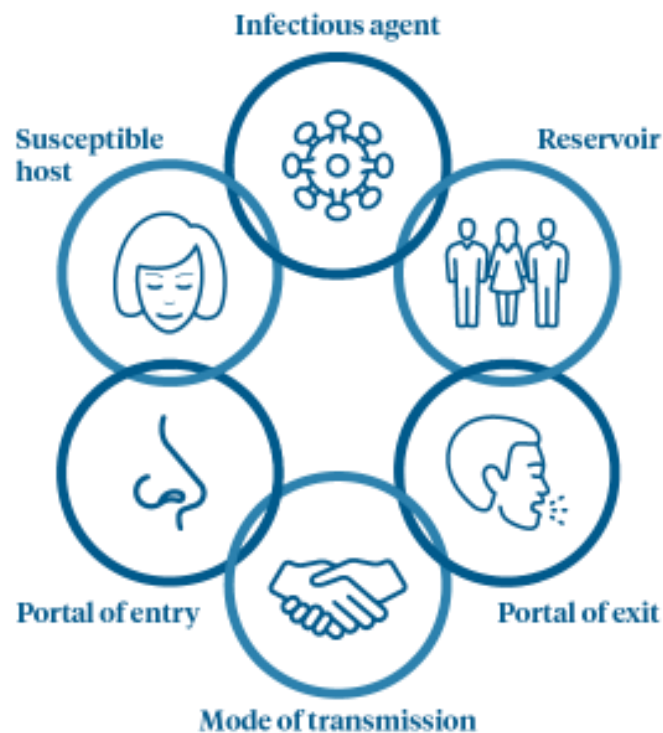 Infectious agent
Susceptible
host
Reservoir
Portal of entry
Portal of exit
Mode of transmission